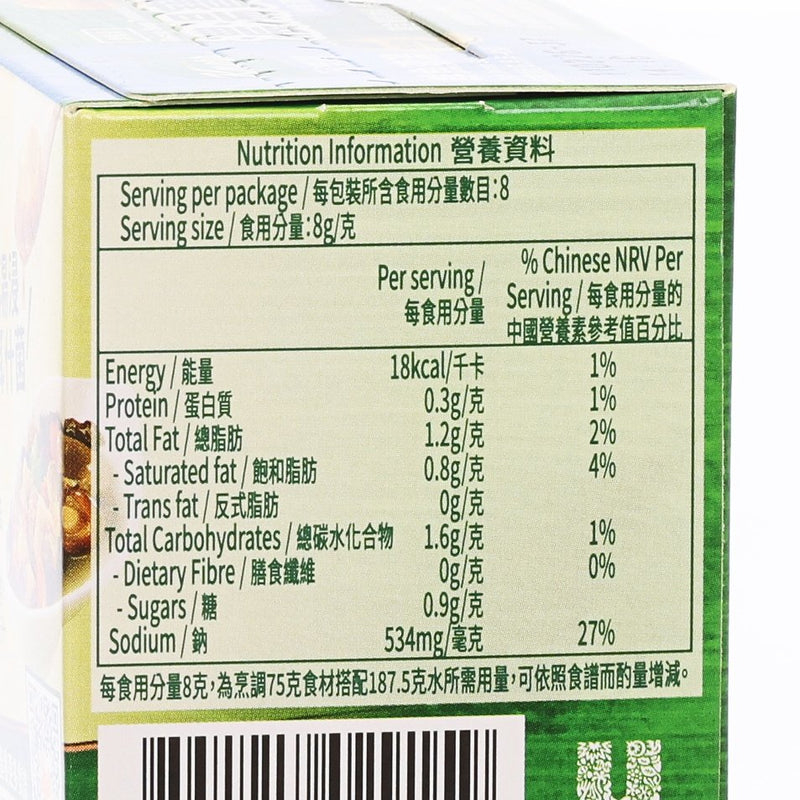 Nutrition Information 營養資料
Serving per package / 每包裝所含食用分量數目:8
Serving size / 食用分量:8g/克
Per serving /
每食用分量
% Chinese NRV Per
Serving / 每食用分量的
中國營養素參考值百分比
Energy / 能量 18kcal/千卡 1%
Protein / 蛋白質 0.3g/克 1%
Total Fat / 總脂肪 1.2g/克 2%
- Saturated fat / 飽和脂肪 0.8g/克 4%
- Trans fat / 反式脂肪 0g/克
Total Carbohydrates / 總碳水化合物 1.6g/克 1%
- Dietary Fibre / 膳食纖維 0g/克 0%
- Sugars / 糖 0.9g/克
Sodium / 鈉 534mg/毫克 27%
每食用分量8克,為烹調75克食材搭配187.5克水所需用量,可依照食譜而酌量增減。